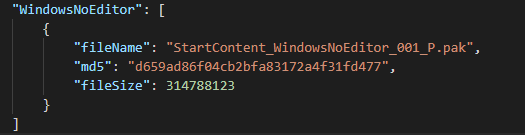 "WindowsNoEditor": [
{
"fileName": "StartContent_WindowsNoEditor_001_P.pak",
"md5": "d659ad86f04cb2bfa83172a4f31fd477",
"fileSize": 314788123
}
]